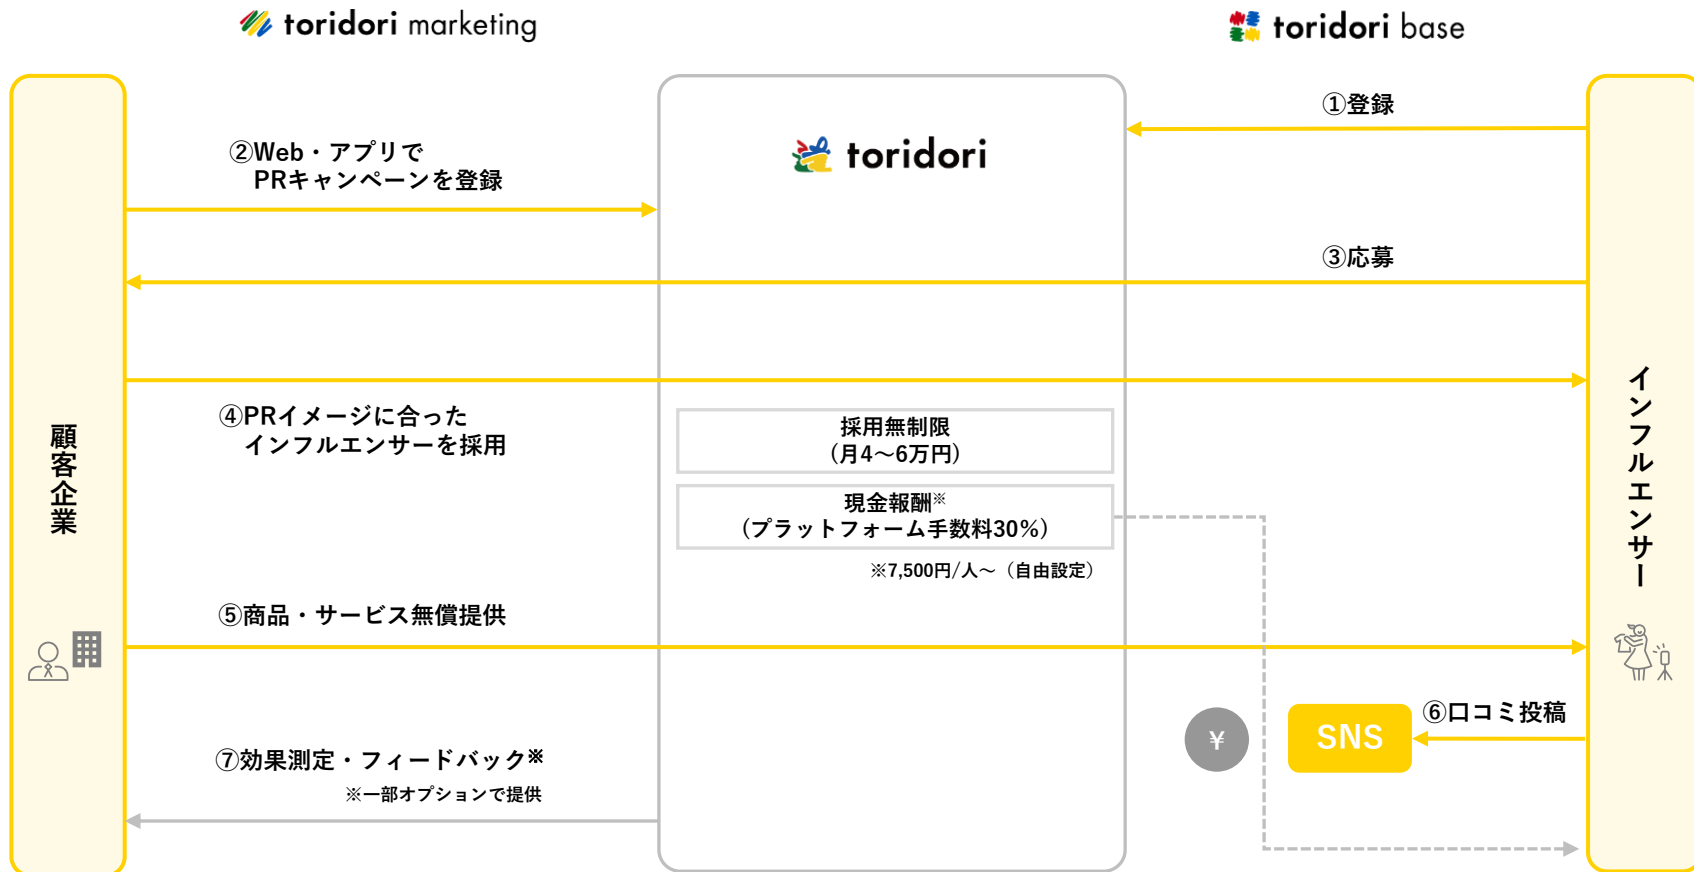 toridori marketing
toridori base
①登録
②Web・アプリで
PRキャンペーンを登録
toridori
③応募
④PRイメージに合った
インフルエンサーを採用
採用無制限
(月4～6万円)
現金報酬※
(プラットフォーム手数料30%)
※7,500円/人～（自由設定）
顧客企業
インフルエンサー
⑤商品・サービス無償提供
⑥口コミ投稿
¥
SNS
⑦効果測定・フィードバック※
※一部オプションで提供